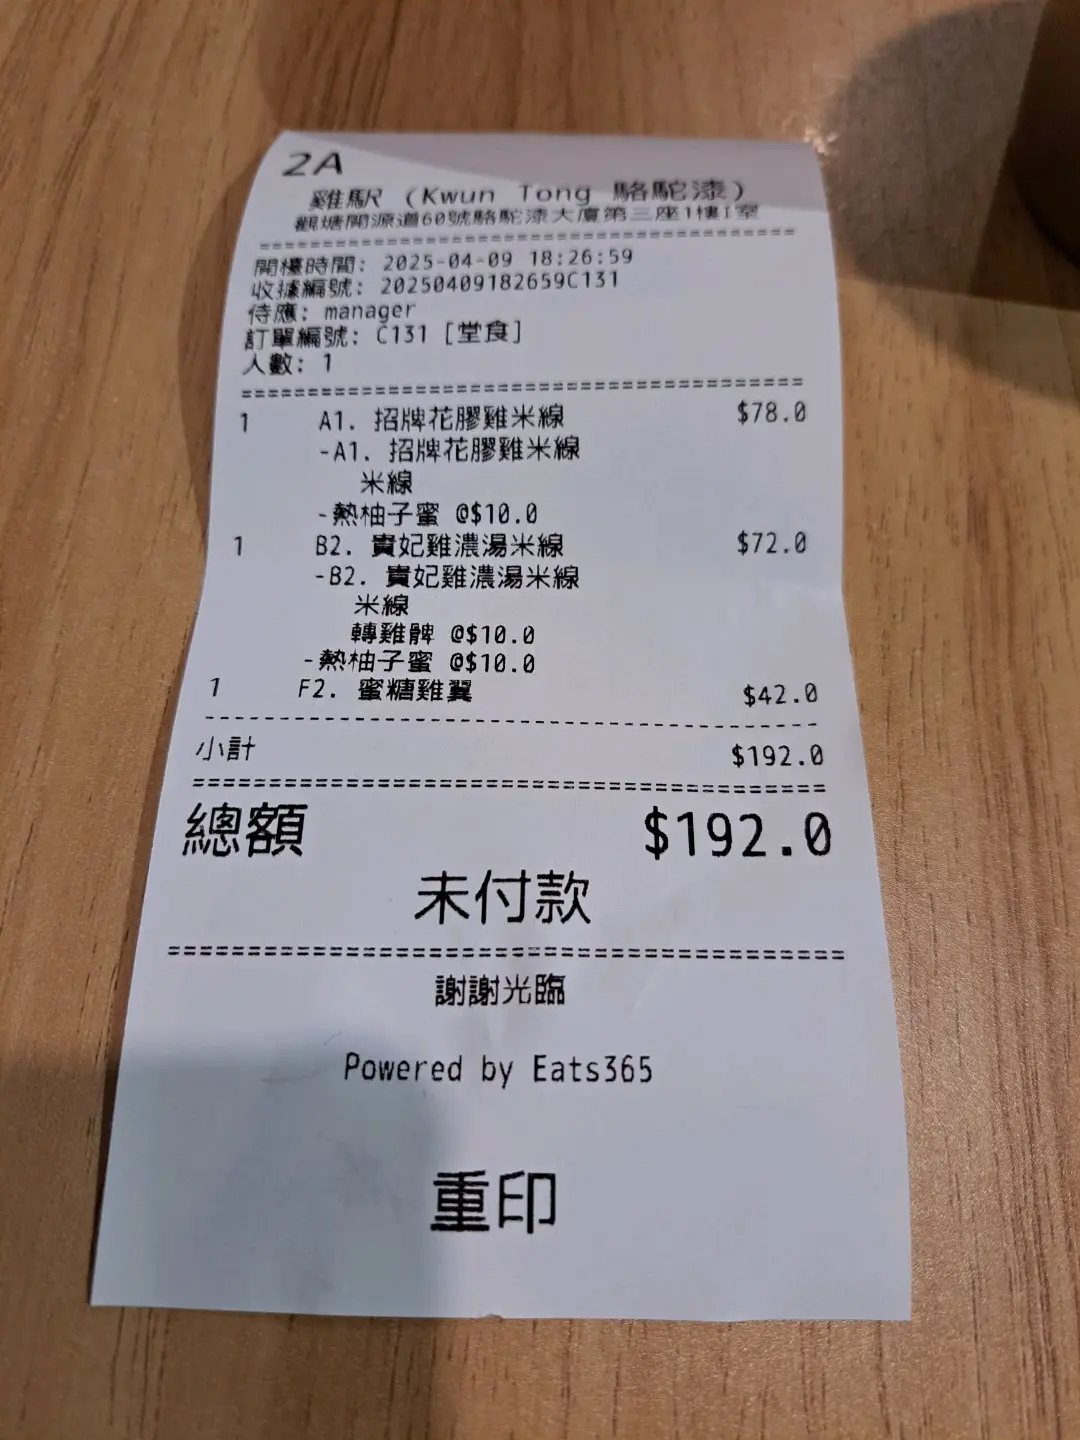 2A
雞駅 (Kwun Tong 駱駝漆)
觀塘開源道60號駱駝漆大廈第三座1樓I室
========================================
開檯時間: 2025-04-09 18:26:59
收據編號: 20250409182659C131
侍應: manager
訂單編號: C131 [堂食]
人數: 1
========================================
1 A1. 招牌花膠雞米線 $78.0
-A1. 招牌花膠雞米線
米線
-熱柚子蜜 @$10.0
1 B2. 貴妃雞濃湯米線 $72.0
-B2. 貴妃雞濃湯米線
米線
轉雞髀 @$10.0
-熱柚子蜜 @$10.0
1 F2. 蜜糖雞翼 $42.0
----------------------------------------
小計 $192.0
========================================
總額 $192.0
未付款
========================================
謝謝光臨
Powered by Eats365
重印